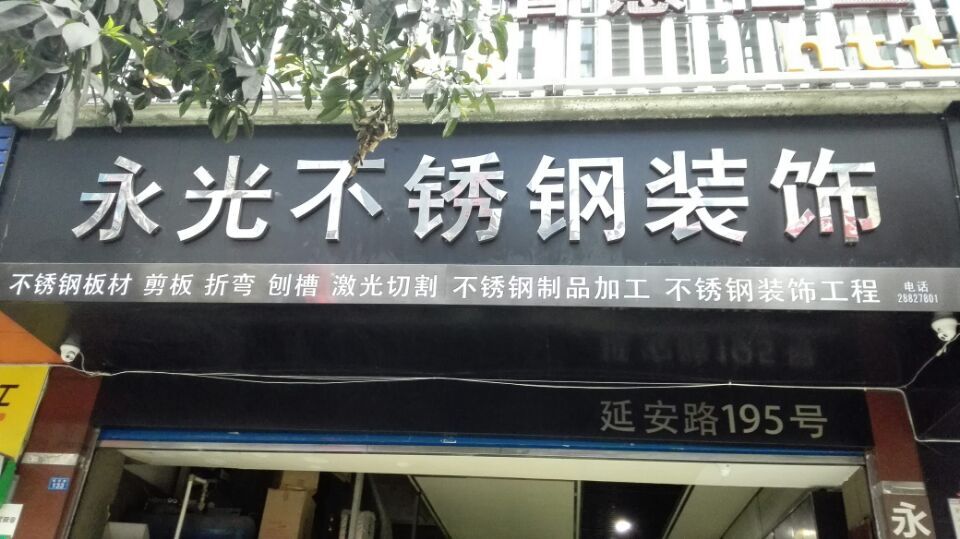 永光不锈钢装饰
不锈钢板材 剪板 折弯 刨槽 激光切割 不锈钢制品加工 不锈钢装饰工程
电话
28827801
延安路195号
永
工